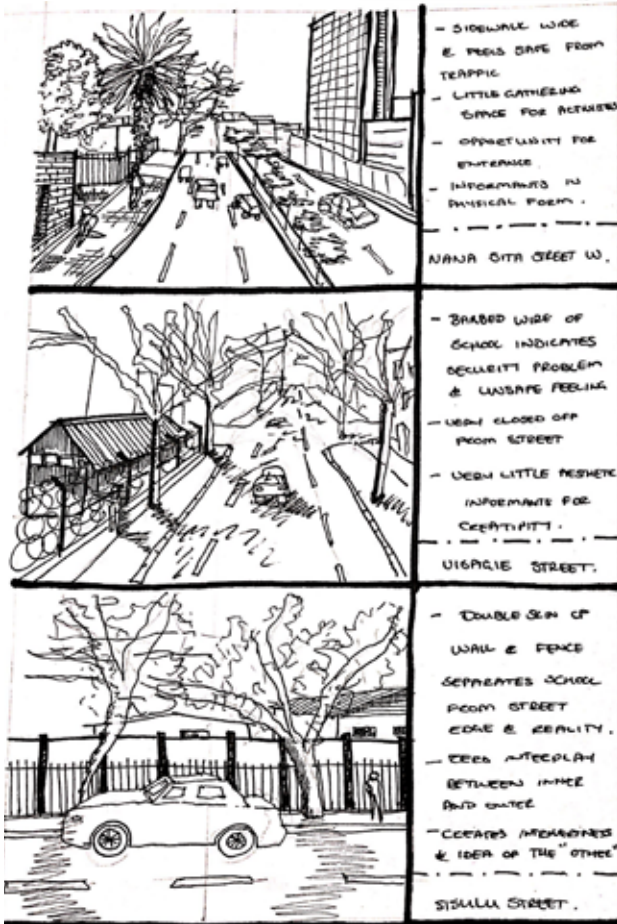 - SIDEWALK WIDE
& FEELS SAFE FROM
TRAFFIC
- LITTLE GATHERING
SPACE FOR ACTIVITIES
- OPPORTUNITY FOR
ENTRANCE.
- INFORMANTS IN
PHYSICAL FORM.
NANA SITA STREET W.
- BARBED WIRE OF
SCHOOL INDICATES
SECURITY PROBLEM
& UNSAFE FEELING
- VERY CLOSED OFF
FROM STREET
- VERY LITTLE AESTHETIC
INFORMANTS FOR
CREATIVITY.
VISAGIE STREET.
- DOUBLE SKIN OF
WALL & FENCE
SEPARATES SCHOOL
FROM STREET
EDGE & REALITY.
- ZERO INTERPLAY
BETWEEN INNER
AND OUTER
- CREATES
& IDEA OF THE "OTHER"
SISULU STREET.